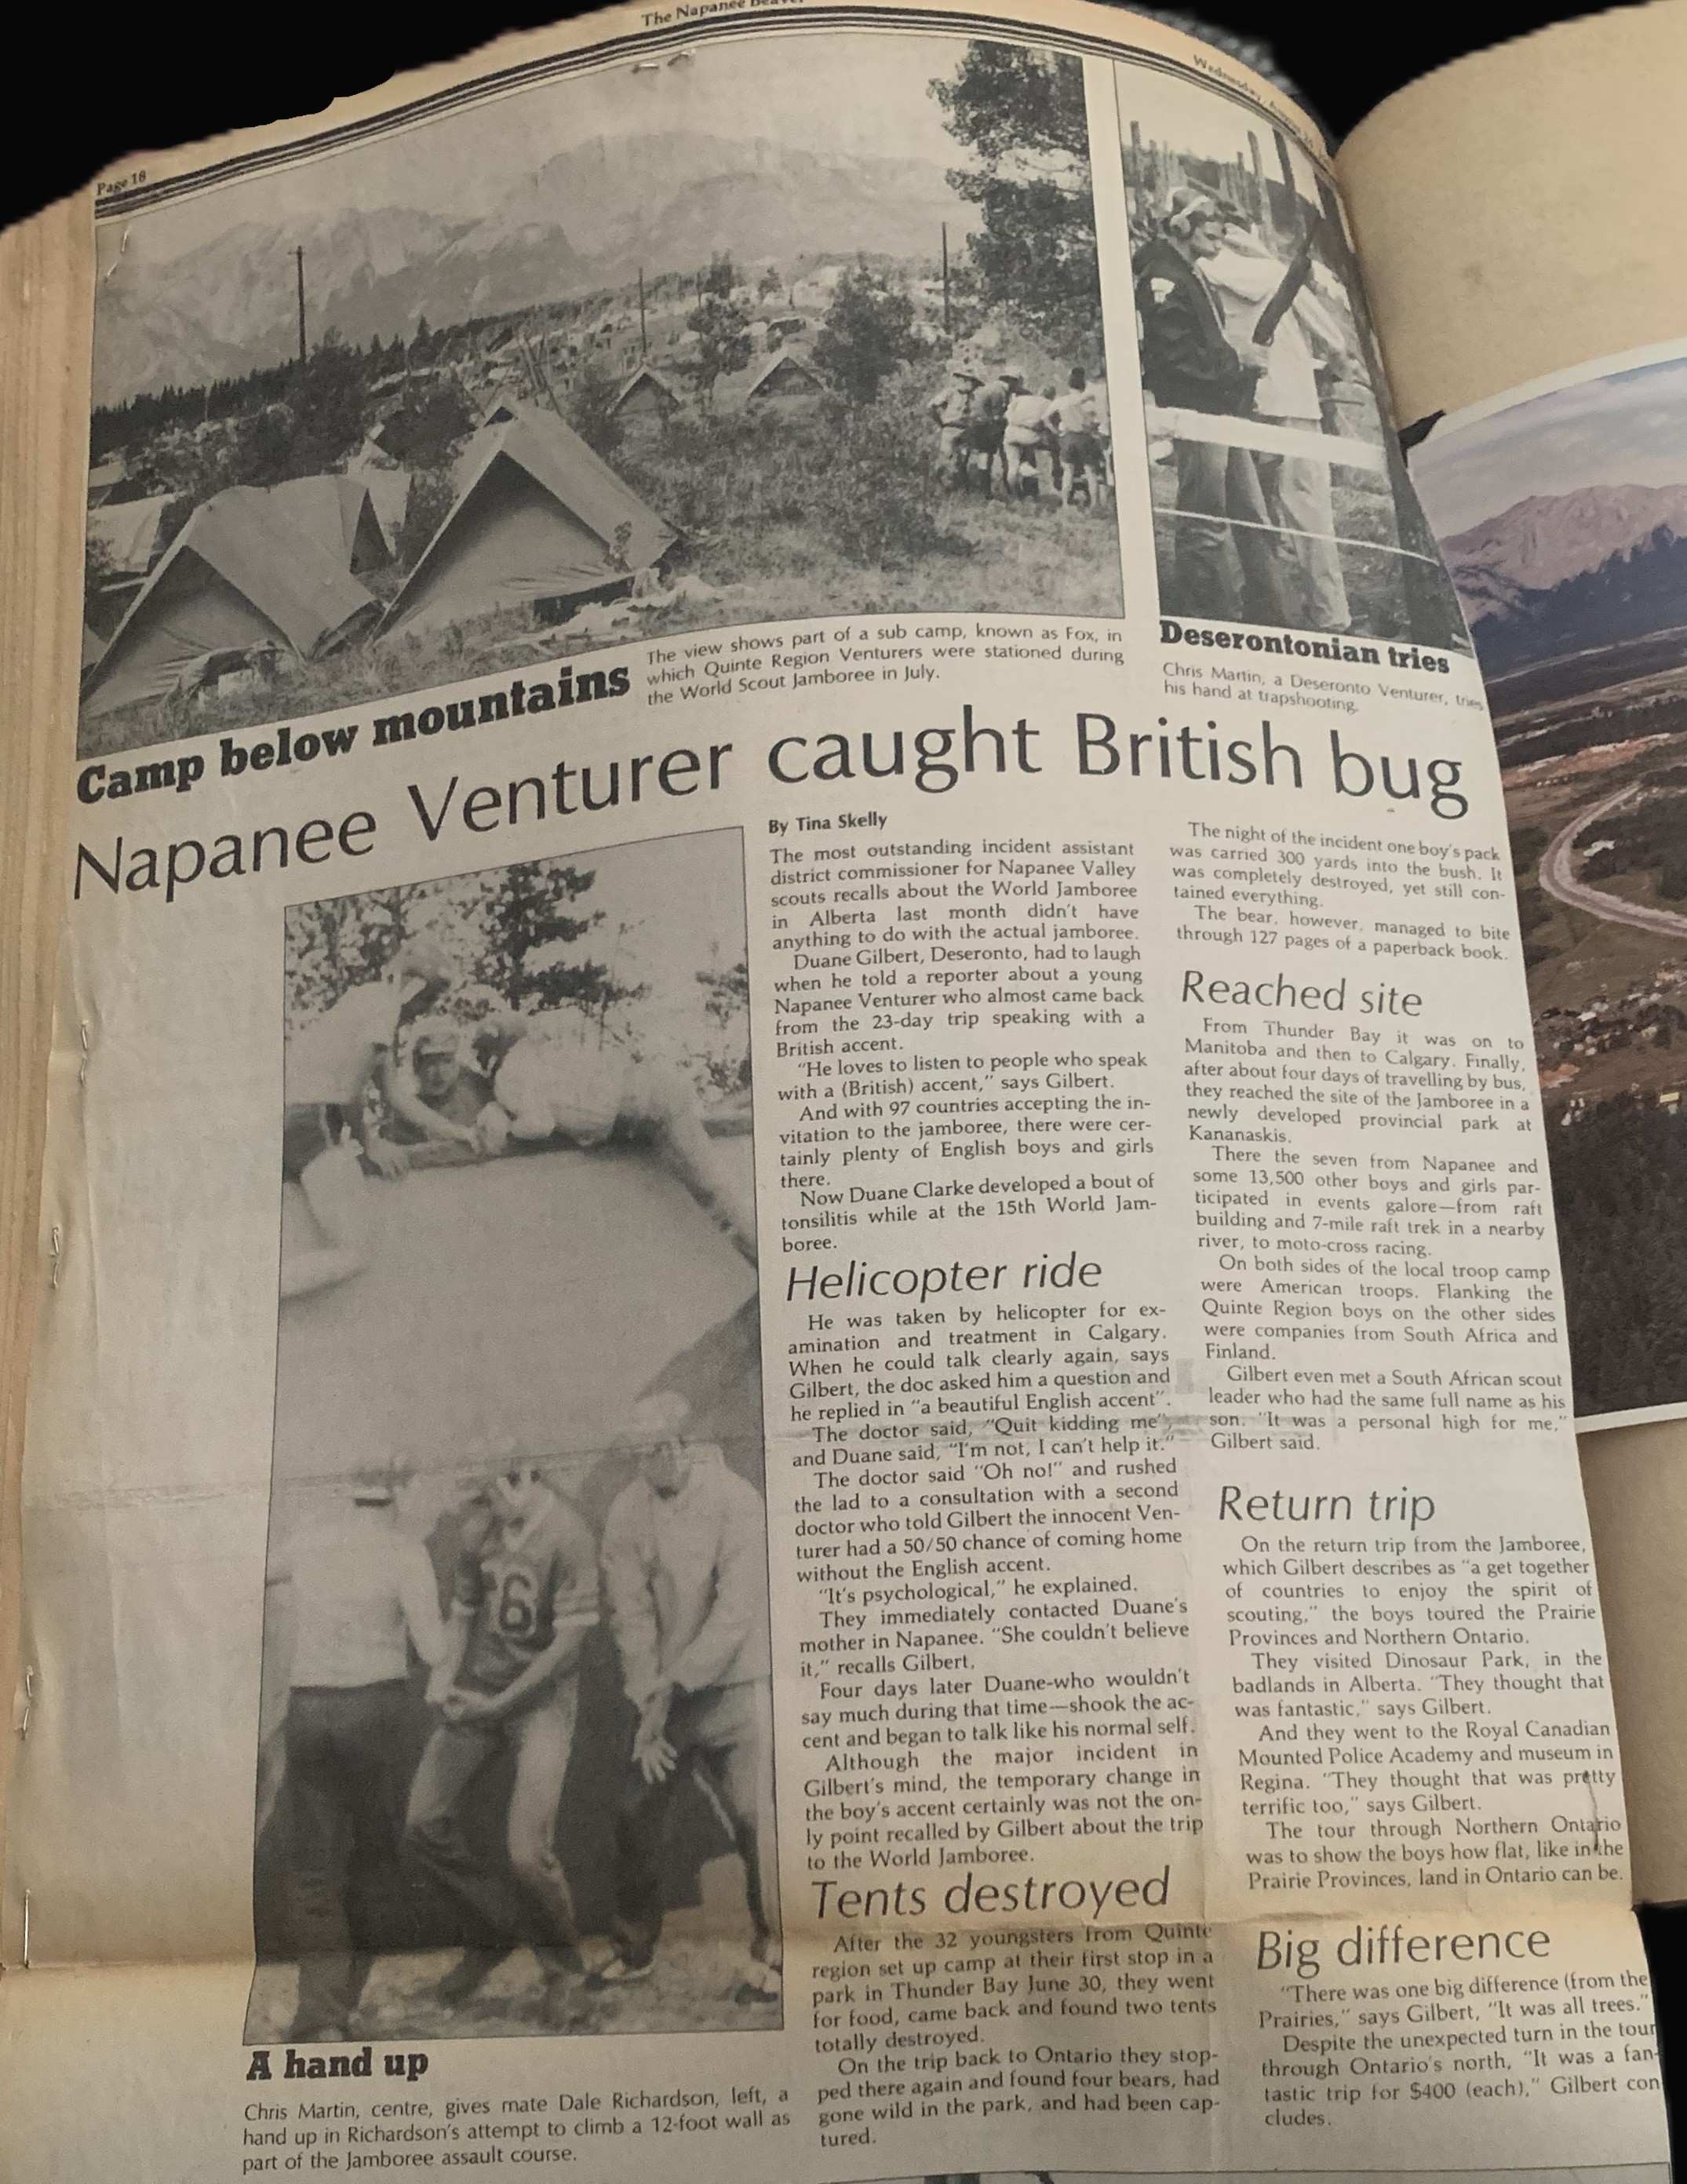 The Napanee Beaver
Page 18
Camp below mountains
The view shows part of a sub camp, known as Fox, in
which Quinte Region Venturers were stationed during
the World Scout Jamboree in July.
Deserontonian tries
Chris Martin, a Deseronto Venturer, tries
his hand at trapshooting.
Napanee Venturer caught British bug
By Tina Skelly
The most outstanding incident assistant
district commissioner for Napanee Valley
scouts recalls about the World Jamboree
in Alberta last month didn't have
anything to do with the actual jamboree.
Duane Gilbert, Deseronto, had to laugh
when he told a reporter about a young
Napanee Venturer who almost came back
from the 23-day trip speaking with a
British accent.
"He loves to listen to people who speak
with a (British) accent," says Gilbert.
And with 97 countries accepting the in-
vitation to the jamboree, there were cer-
tainly plenty of English boys and girls
there.
Now Duane Clarke developed a bout of
tonsilitis while at the 15th World Jam-
boree.
Helicopter ride
He was taken by helicopter for ex-
amination and treatment in Calgary.
When he could talk clearly again, says
Gilbert, the doc asked him a question and
he replied in "a beautiful English accent".
The doctor said, "Quit kidding me",
and Duane said, "I'm not, I can't help it."
The doctor said "Oh no!" and rushed
the lad to a consultation with a second
doctor who told Gilbert the innocent Ven-
turer had a 50/50 chance of coming home
without the English accent.
"It's psychological," he explained.
They immediately contacted Duane's
mother in Napanee. "She couldn't believe
it," recalls Gilbert.
Four days later Duane-who wouldn't
say much during that time—shook the ac-
cent and began to talk like his normal self.
Although the major incident in
Gilbert's mind, the temporary change in
the boy's accent certainly was not the on-
ly point recalled by Gilbert about the trip
to the World Jamboree.
Tents destroyed
After the 32 youngsters from Quinte
region set up camp at their first stop in a
park in Thunder Bay June 30, they went
for food, came back and found two tents
totally destroyed.
On the trip back to Ontario they stop-
ped there again and found four bears, had
gone wild in the park, and had been cap-
tured.
The night of the incident one boy's pack
was carried 300 yards into the bush. It
was completely destroyed, yet still con-
tained everything.
The bear, however, managed to bite
through 127 pages of a paperback book.
Reached site
From Thunder Bay it was on to
Manitoba and then to Calgary. Finally,
after about four days of travelling by bus,
they reached the site of the Jamboree in a
newly developed provincial park at
Kananaskis.
There the seven from Napanee and
some 13,500 other boys and girls par-
ticipated in events galore—from raft
building and 7-mile raft trek in a nearby
river, to moto-cross racing.
On both sides of the local troop camp
were American troops. Flanking the
Quinte Region boys on the other sides
were companies from South Africa and
Finland.
Gilbert even met a South African scout
leader who had the same full name as his
son. "It was a personal high for me,"
Gilbert said.
Return trip
On the return trip from the Jamboree,
which Gilbert describes as "a get together
of countries to enjoy the spirit of
scouting," the boys toured the Prairie
Provinces and Northern Ontario.
They visited Dinosaur Park, in the
badlands in Alberta. "They thought that
was fantastic," says Gilbert.
And they went to the Royal Canadian
Mounted Police Academy and museum in
Regina. "They thought that was pretty
terrific too," says Gilbert.
The tour through Northern Ontario
was to show the boys how flat, like in the
Prairie Provinces, land in Ontario can be.
Big difference
"There was one big difference (from the
Prairies," says Gilbert, "It was all trees."
Despite the unexpected turn in the tour
through Ontario's north, "It was a fan-
tastic trip for $400 (each)," Gilbert con
cludes.
6
A hand up
Chris Martin, centre, gives mate Dale Richardson, left, a
hand up in Richardson's attempt to climb a 12-foot wall as
part of the Jamboree assault course.